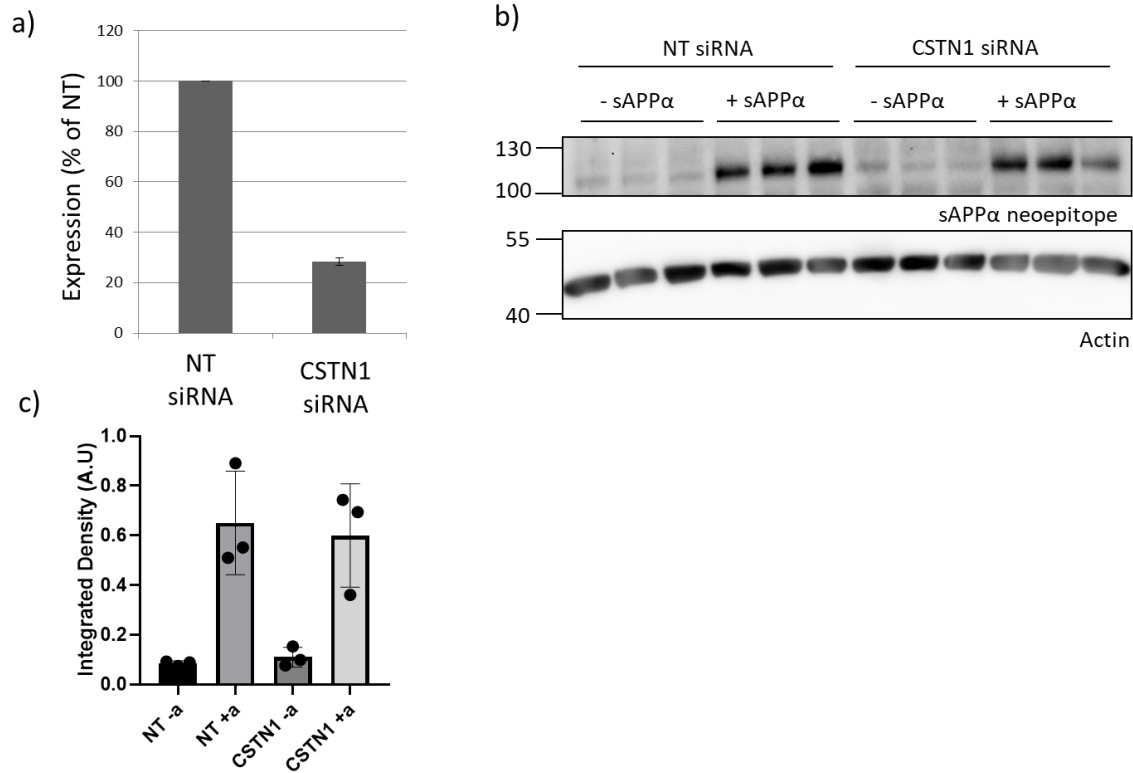 a)
120
100
80
60
40
20
0
Expression (% of NT)
NT
siRNA
CSTN1
siRNA
b)
NT siRNA
CSTN1 siRNA
- sAPPα
+ sAPPα
- sAPPα
+ sAPPα
130
100
sAPPα neoepitope
55
40
Actin
c)
1.0
0.8
0.6
0.4
0.2
0.0
Integrated Density (A.U)
NT -a
NT +a
CSTN1 -a
CSTN1 +a